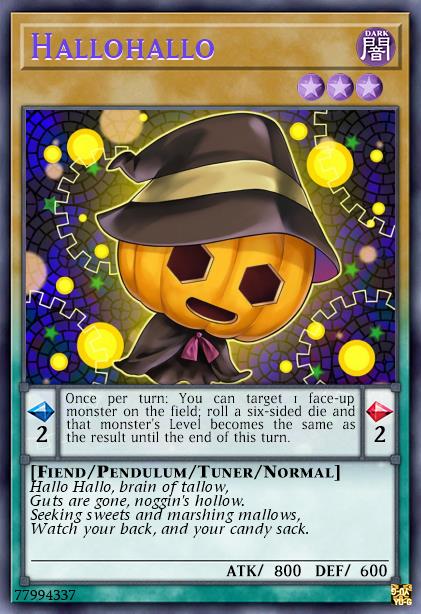 HALLOHALLO
DARK
闇
Once per turn: You can target 1 face-up
monster on the field; roll a six-sided die and
that monster's Level becomes the same as
the result until the end of this turn.
2
2
[FIEND/PENDULUM/TUNER/NORMAL]
Hallo Hallo, brain of tallow,
Guts are gone, noggin's hollow.
Seeking sweets and marshing mallows,
Watch your back, and your candy sack.
ATK/ 800 DEF/ 600
77994337